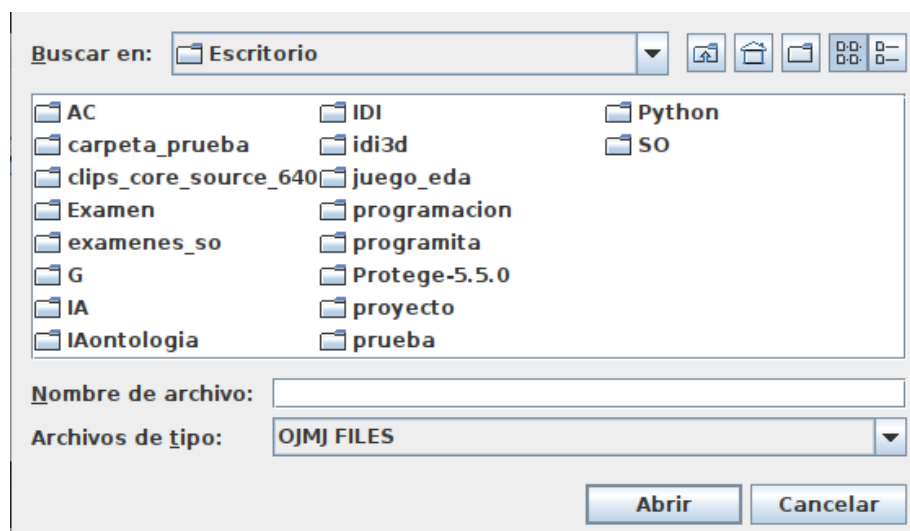 Buscar en: Escritorio
AC IDI Python
carpeta_prueba idi3d SO
clips_core_source_640 juego_eda
Examen programacion
examenes_so programita
G Protege-5.5.0
IA proyecto
IAontologia prueba
Nombre de archivo:
Archivos de tipo: OJMJ FILES
Abrir Cancelar